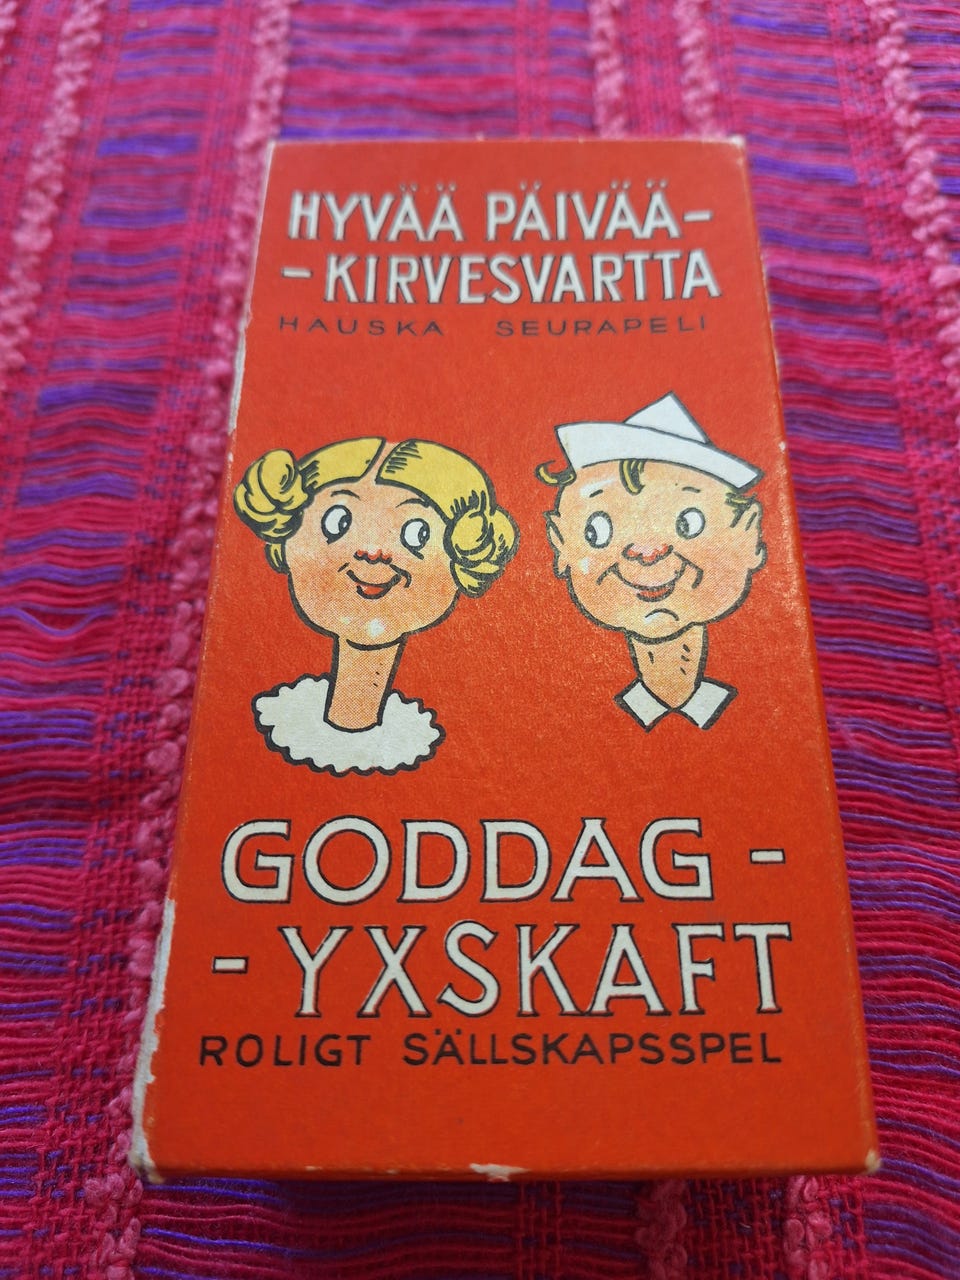 HYVÄÄ PÄIVÄÄ-
-KIRVESVARTTA
HAUSKA SEURAPELI
GODDAG-
-YXSKAFT
ROLIGT SÄLLSKAPSSPEL